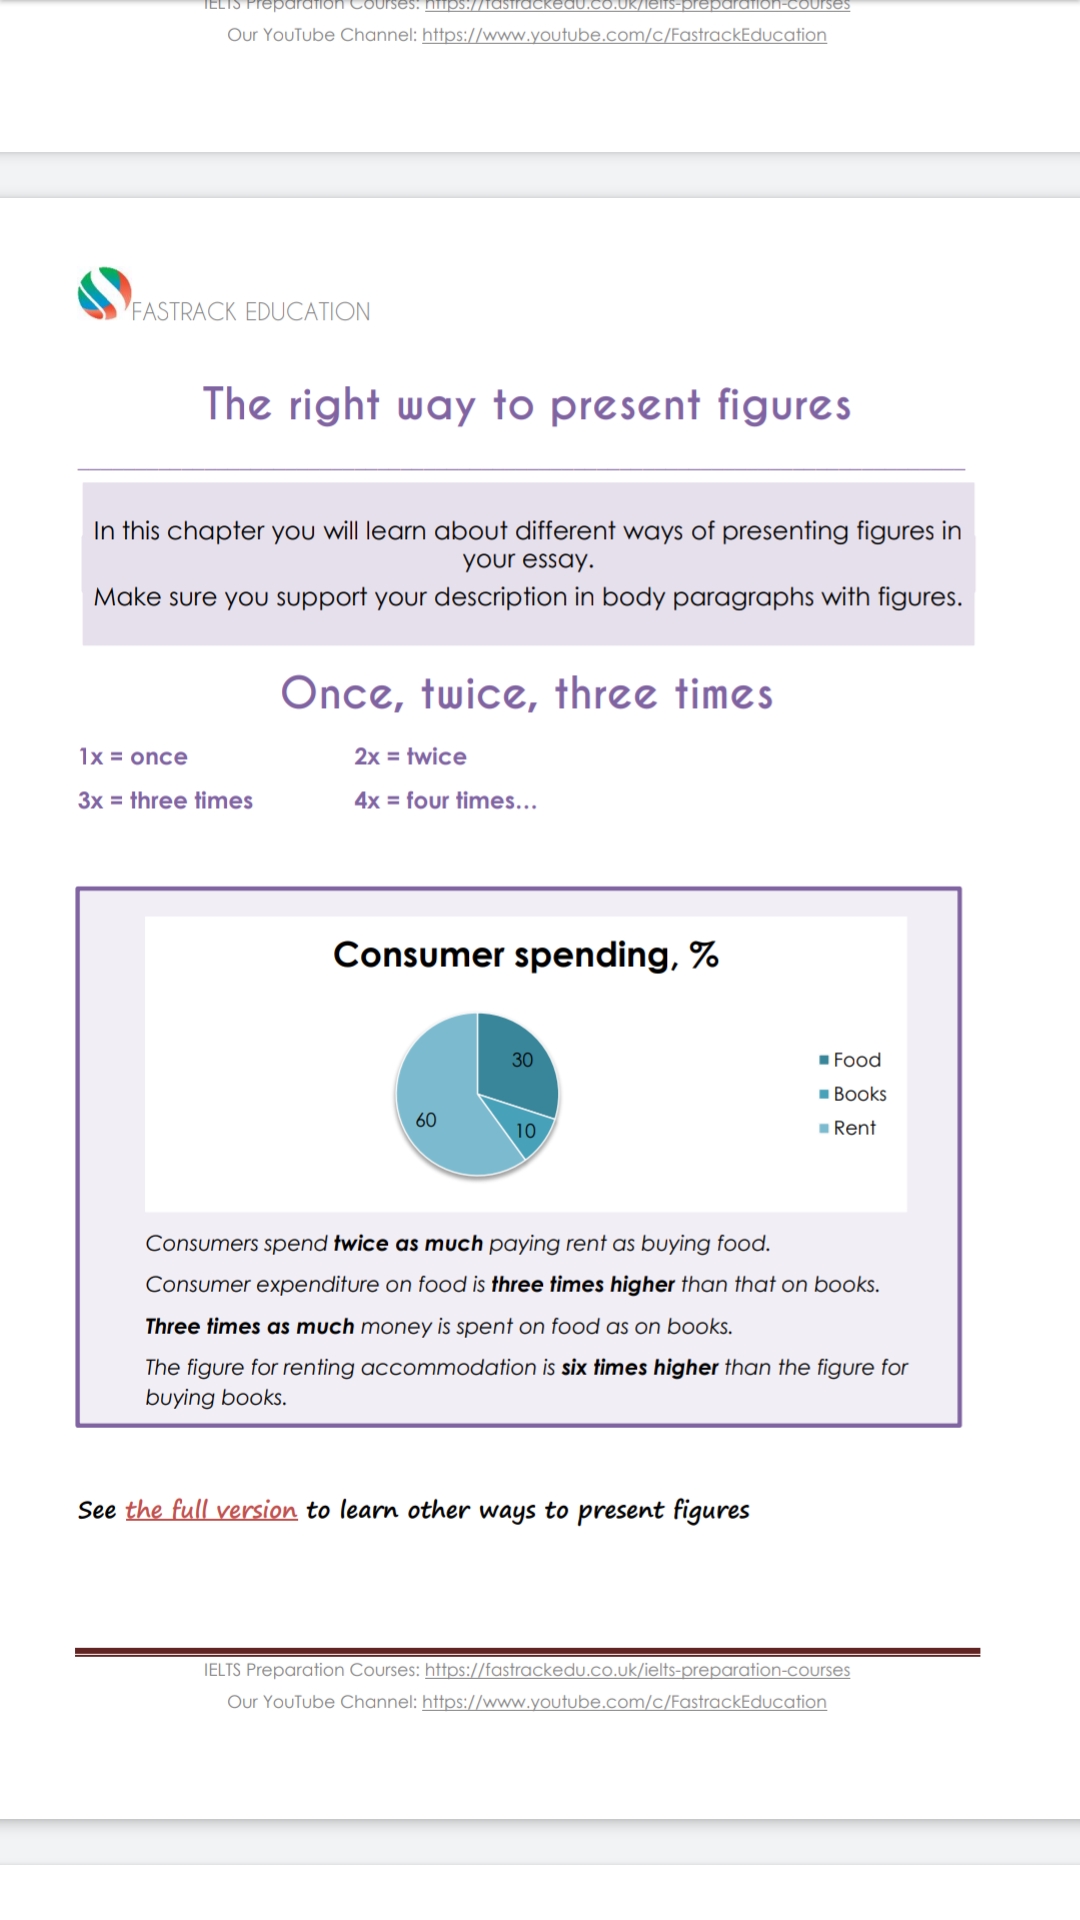 IELTS Preparation Courses: https://fastrackedu.co.uk/ielts-preparation-courses
Our YouTube Channel: https://www.youtube.com/c/FastrackEducation
FASTRACK EDUCATION
The right way to present figures
In this chapter you will learn about different ways of presenting figures in
your essay.
Make sure you support your description in body paragraphs with figures.
Once, twice, three times
1x = once 2x = twice
3x = three times 4x = four times...
Consumer spending, %
30
60
10
Food
Books
Rent
Consumers spend twice as much paying rent as buying food.
Consumer expenditure on food is three times higher than that on books.
Three times as much money is spent on food as on books.
The figure for renting accommodation is six times higher than the figure for
buying books.
See the full version to learn other ways to present figures
IELTS Preparation Courses: https://fastrackedu.co.uk/ielts-preparation-courses
Our YouTube Channel: https://www.youtube.com/c/FastrackEducation